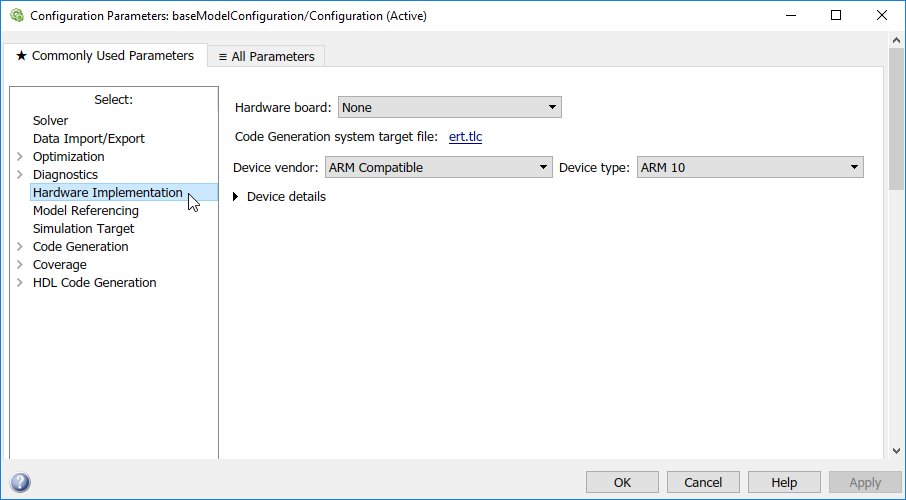 Configuration Parameters: baseModelConfiguration/Configuration (Active)
★ Commonly Used Parameters
≡ All Parameters
Select:
Solver
Data Import/Export
Optimization
Diagnostics
Hardware Implementation
Model Referencing
Simulation Target
Code Generation
Coverage
HDL Code Generation
Hardware board: None
Code Generation system target file: ert.tlc
Device vendor: ARM Compatible Device type: ARM 10
Device details
? OK Cancel Help Apply